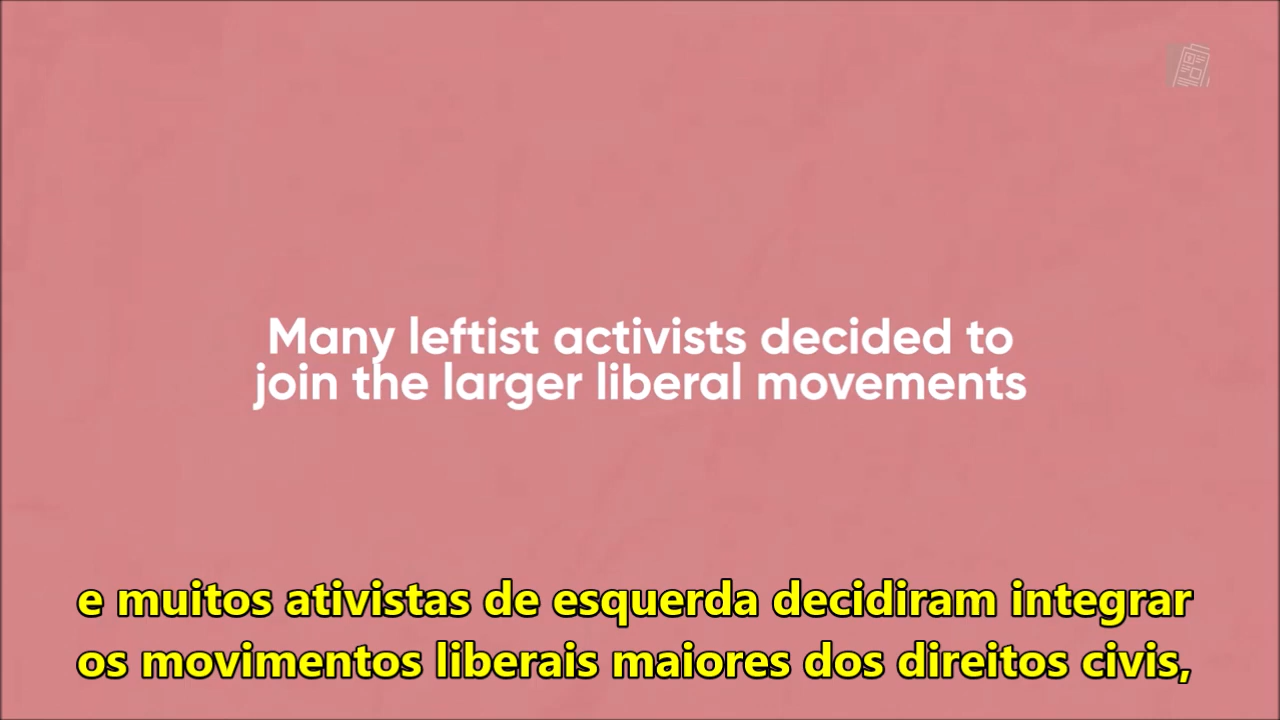 Many leftist activists decided to
join the larger liberal movements
e muitos ativistas de esquerda decidiram integrar
os movimentos liberais maiores dos direitos civis,